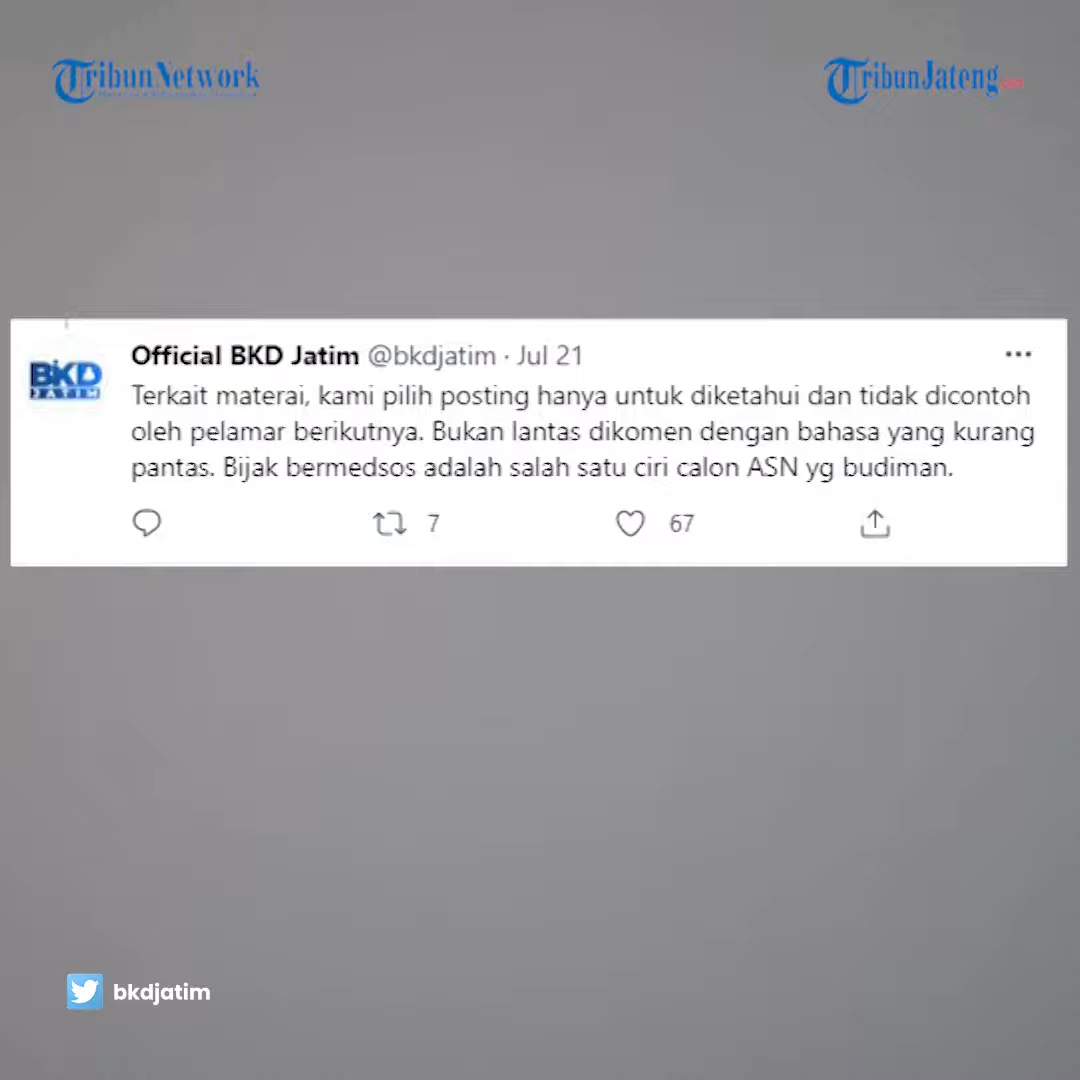 TribunNetwork
TribunJateng
Official BKD Jatim @bkdjatim · Jul 21
BKD
JATIM
Terkait materai, kami pilih posting hanya untuk diketahui dan tidak dicontoh
oleh pelamar berikutnya. Bukan lantas dikomen dengan bahasa yang kurang
pantas. Bijak bermedsos adalah salah satu ciri calon ASN yg budiman.
7
67
bkdjatim